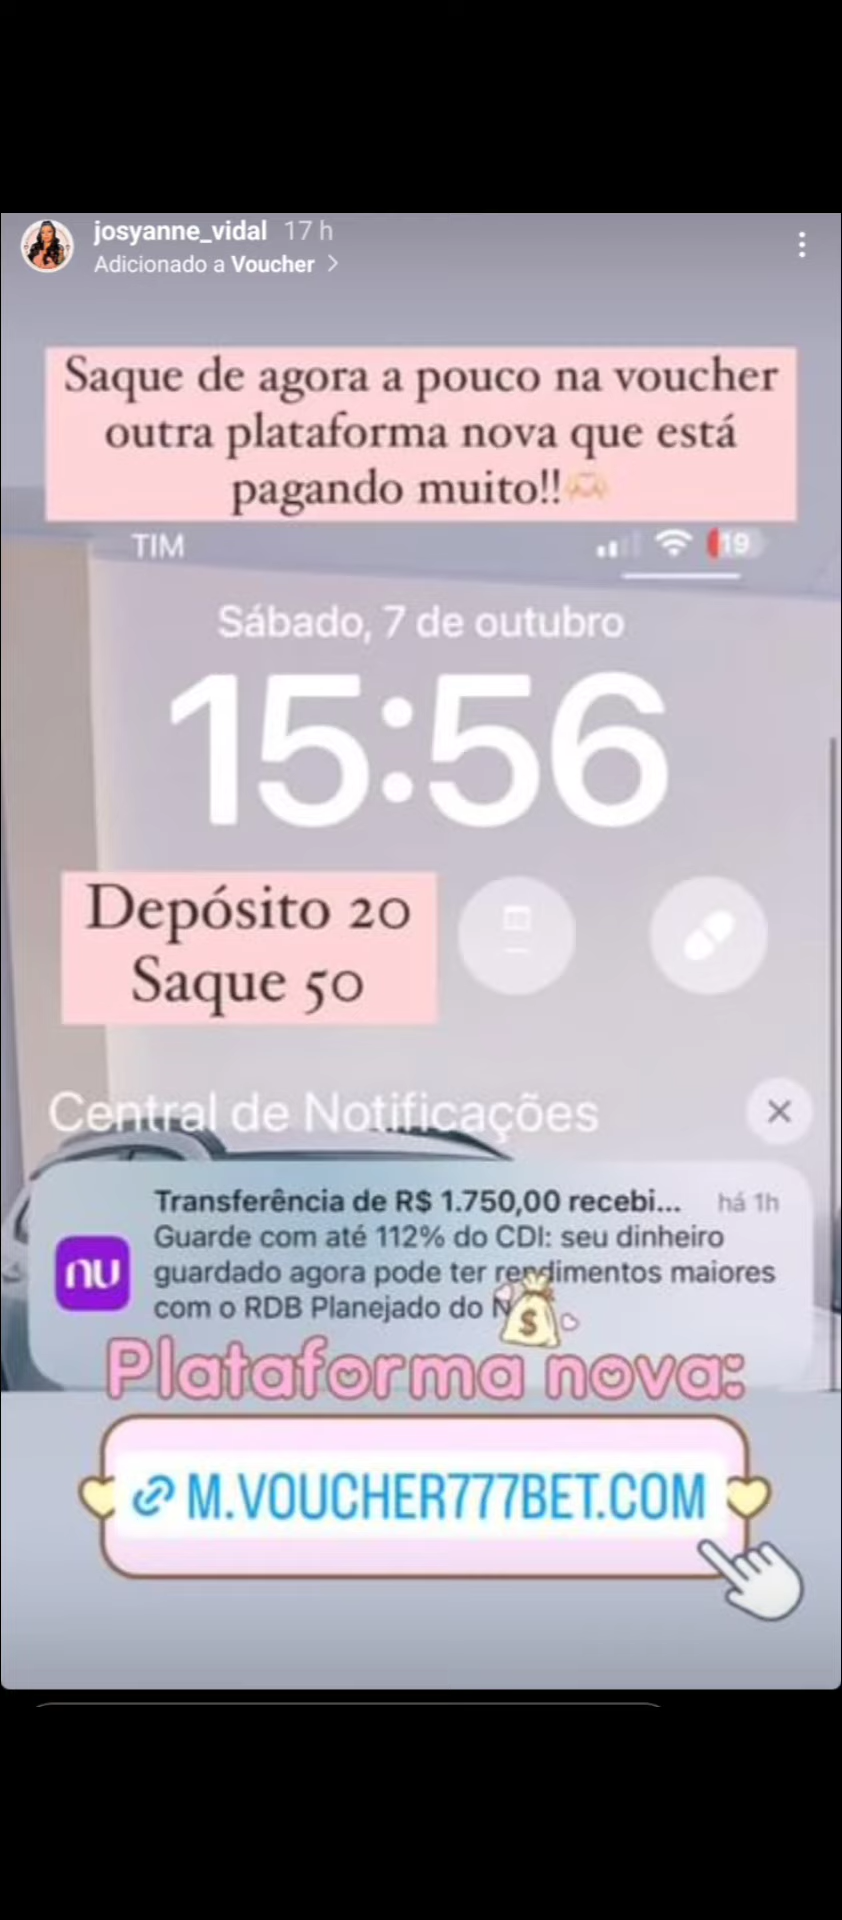 josyanne_vidal 17 h
Adicionado a Voucher >
Saque de agora a pouco na voucher
outra plataforma nova que está
pagando muito!!
TIM 19
Sábado, 7 de outubro
15:56
Depósito 20
Saque 50
Central de Notificações
Transferência de R$ 1.750,00 recebi... há 1h
Guarde com até 112% do CDI: seu dinheiro
nu guardado agora pode ter rendimentos maiores
com o RDB Planejado do N
$
Plataforma nova:
M.VOUCHER777BET.COM